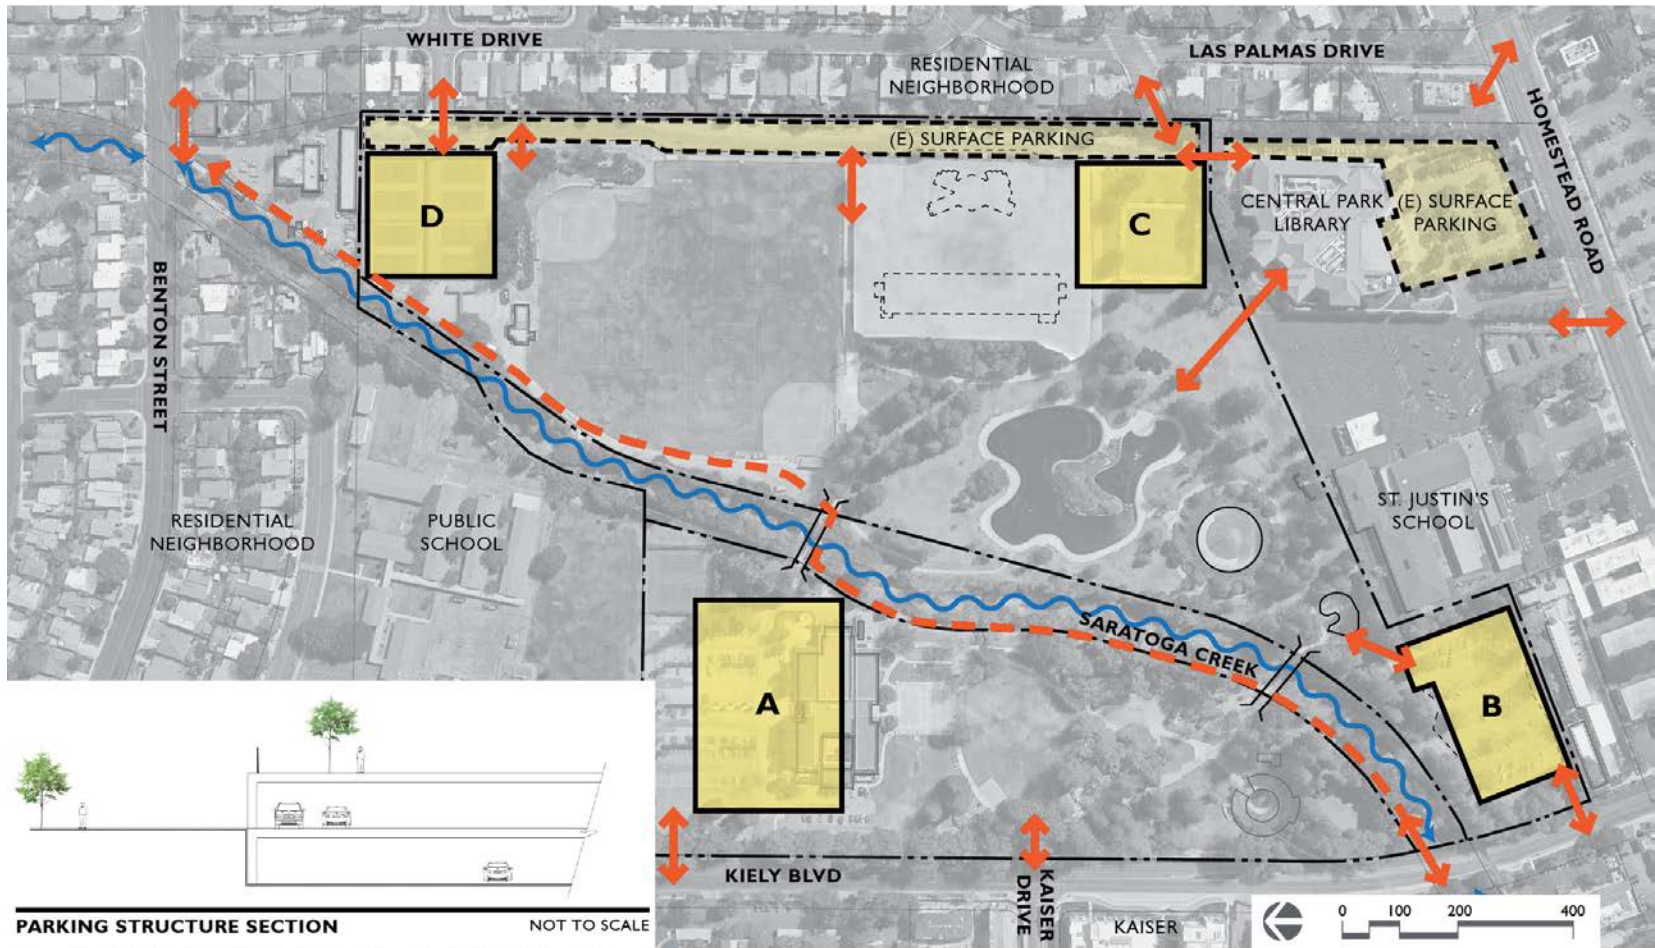 WHITE DRIVE
LAS PALMAS DRIVE
RESIDENTIAL
NEIGHBORHOOD
HOMESTEAD ROAD
(E) SURFACE PARKING
D
C
CENTRAL PARK
LIBRARY
(E) SURFACE
PARKING
BENTON STREET
RESIDENTIAL
NEIGHBORHOOD
PUBLIC
SCHOOL
ST. JUSTIN'S
SCHOOL
SARATOGA CREEK
A
B
KIELY BLVD
KAISER
DRIVE
KAISER
0 100 200 400
PARKING STRUCTURE SECTION
NOT TO SCALE